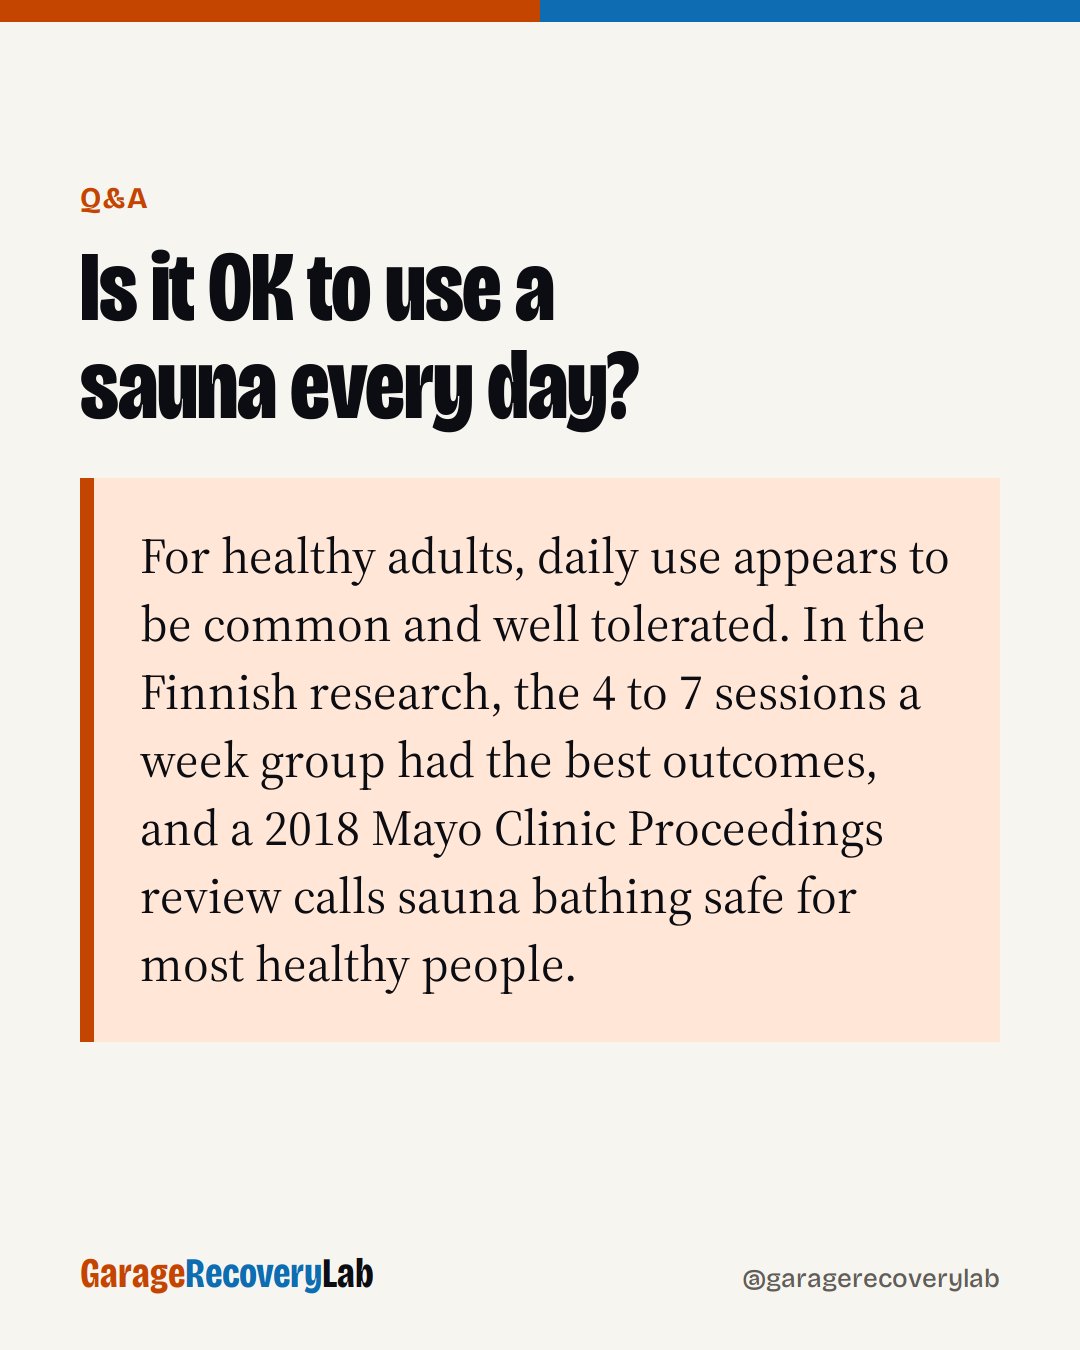 Q&A
Is it OK to use a
sauna every day?
For healthy adults, daily use appears to
be common and well tolerated. In the
Finnish research, the 4 to 7 sessions a
week group had the best outcomes,
and a 2018 Mayo Clinic Proceedings
review calls sauna bathing safe for
most healthy people.
GarageRecoveryLab
@garagerecoverylab